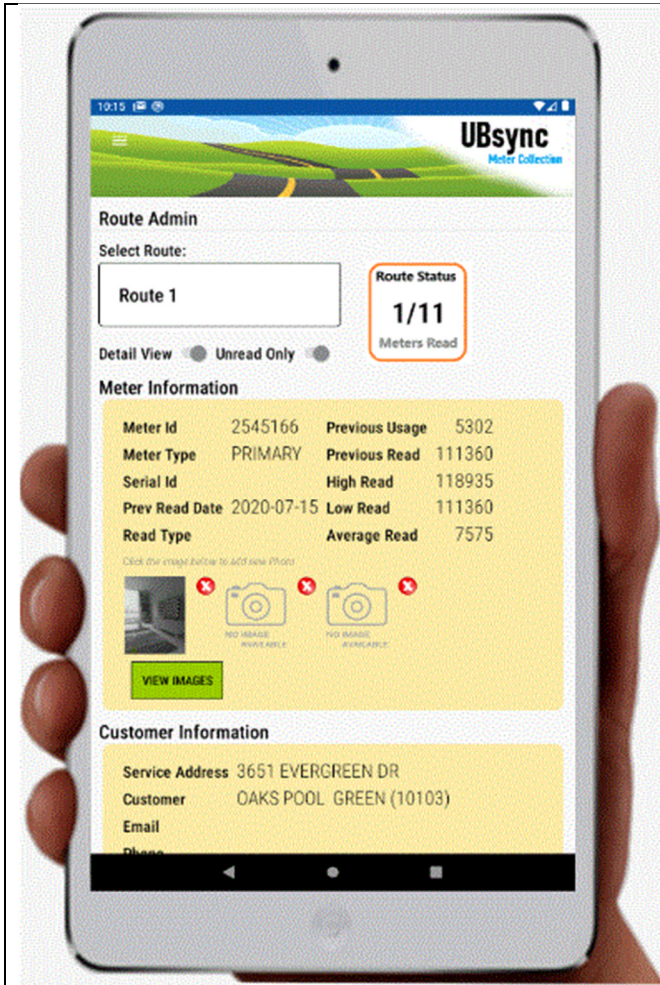 10:15
UBsync
Meter Collection
Route Admin
Select Route:
Route 1
Route Status
1/11
Meters Read
Detail View
Unread Only
Meter Information
Meter Id 2545166 Previous Usage 5302
Meter Type PRIMARY Previous Read 111360
Serial Id High Read 118935
Prev Read Date 2020-07-15 Low Read 111360
Read Type Average Read 7575
Click the image below to add new Photo
NO IMAGE AVAILABLE
NO IMAGE AVAILABLE
VIEW IMAGES
Customer Information
Service Address 3651 EVERGREEN DR
Customer OAKS POOL GREEN (10103)
Email
Phone